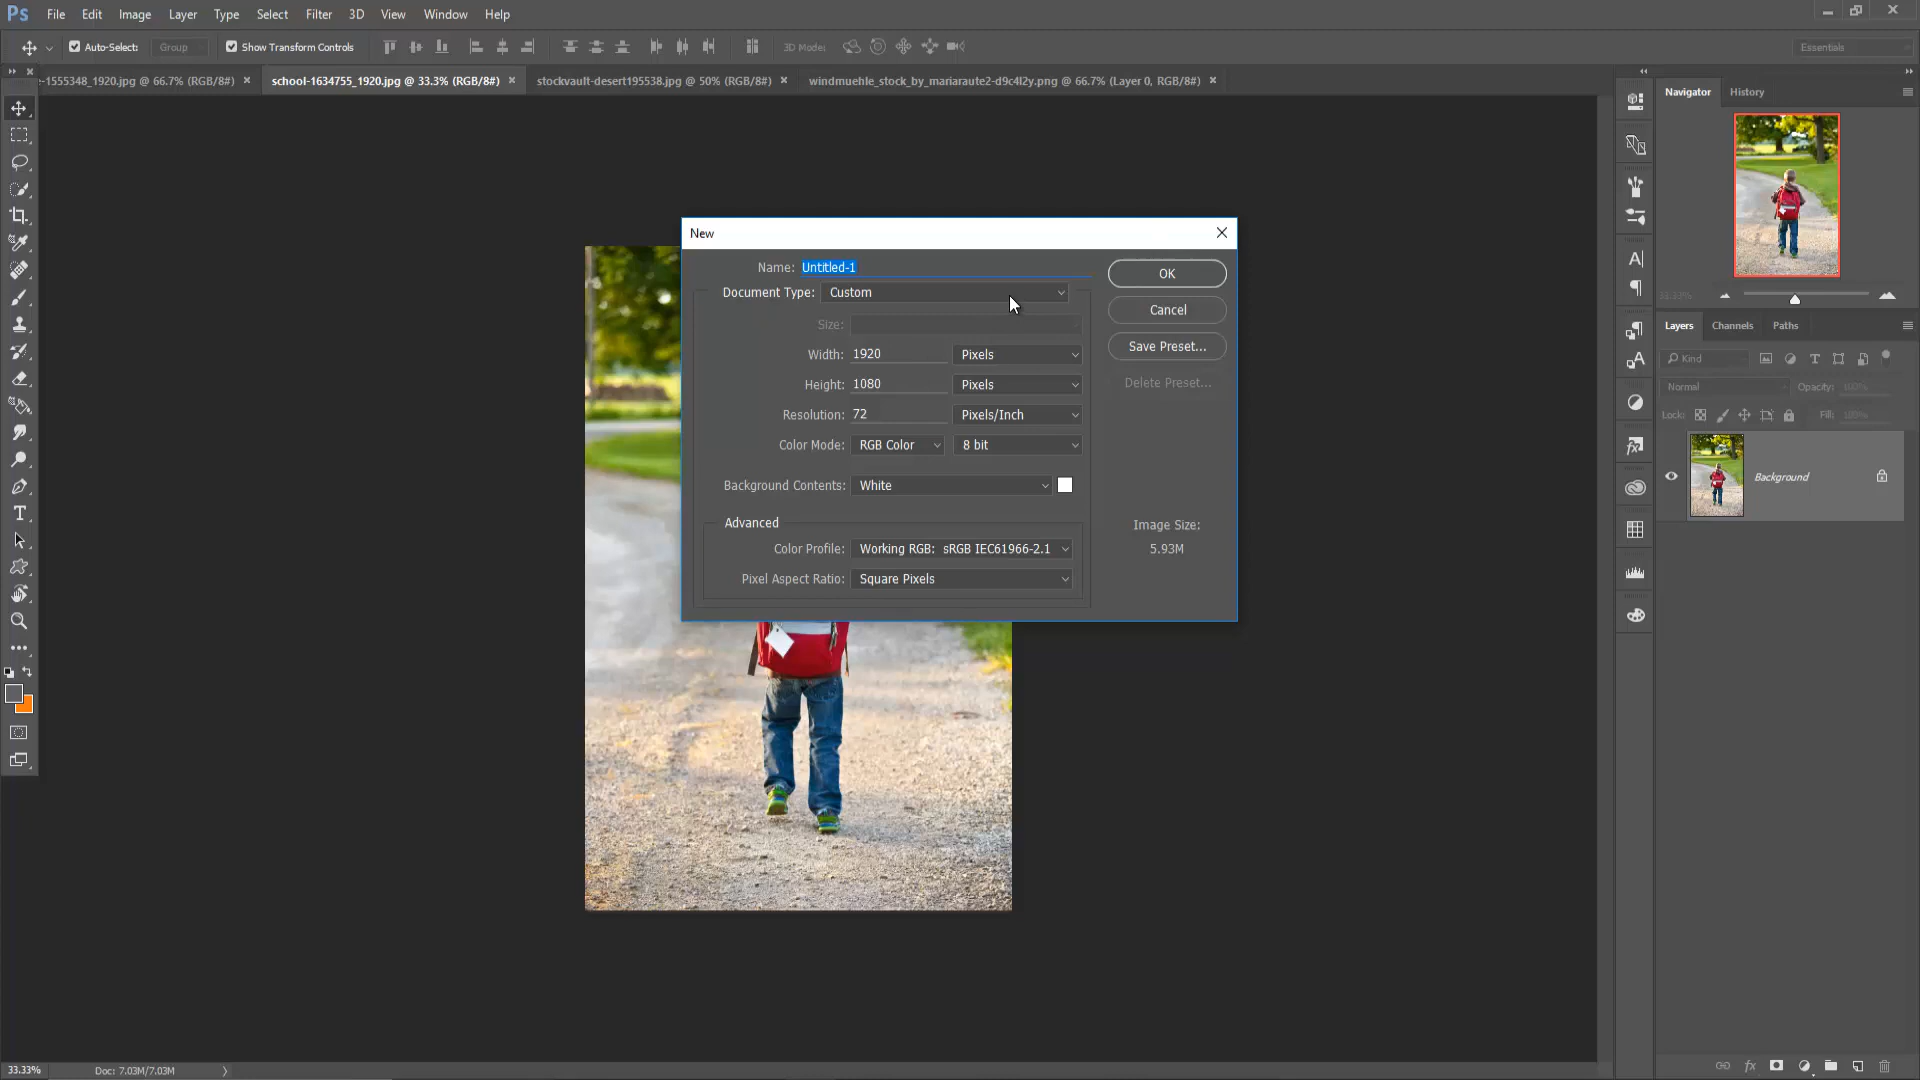 Ps File Edit Image Layer Type Select Filter 3D View Window Help
Auto-Select: Group Show Transform Controls 3D Mode: Essentials
e-1555348_1920.jpg @ 66.7% (RGB/8#) × school-1634755_1920.jpg @ 33.3% (RGB/8#) × stockvault-desert195538.jpg @ 50% (RGB/8#) × windmuehle_stock_by_mariaraute2-d9c4l2y.png @ 66.7% (Layer 0, RGB/8#) ×
Navigator History
New
Name: Untitled-1
OK
Document Type: Custom
Cancel
Size:
Save Preset...
Width: 1920 Pixels
Height: 1080 Pixels
Delete Preset...
Resolution: 72 Pixels/Inch
Color Mode: RGB Color 8 bit
Background Contents: White
Advanced
Image Size:
Color Profile: Working RGB: sRGB IEC61966-2.1
5.93M
Pixel Aspect Ratio: Square Pixels
33.33%
Layers Channels Paths
Kind
Normal Opacity: 100%
Lock: Fill: 100%
Background
33.33% Doc: 7.03M/7.03M